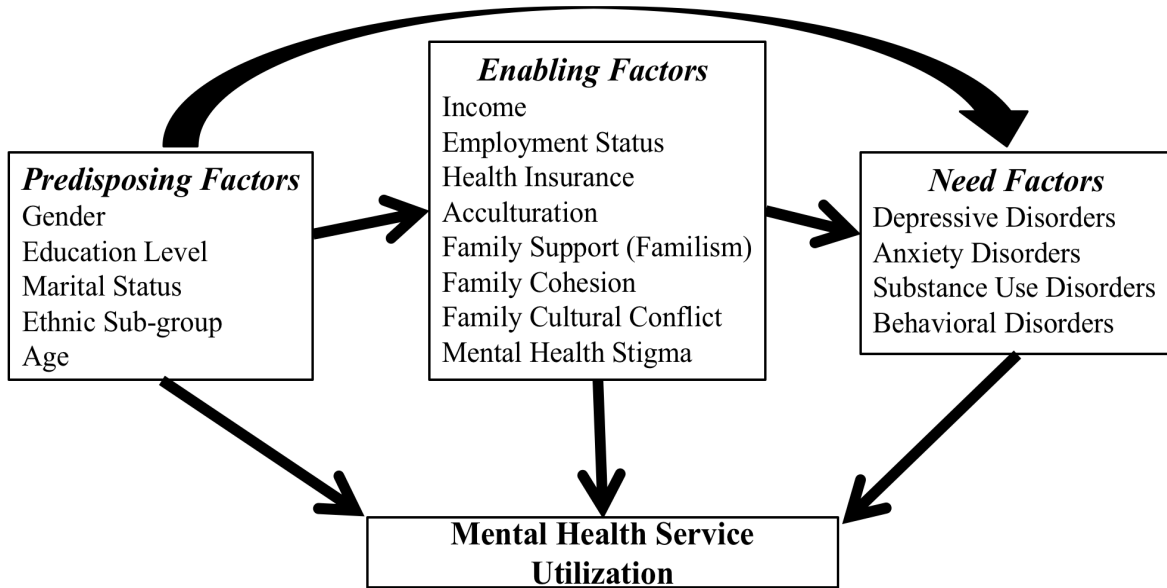 Predisposing Factors
Gender
Education Level
Marital Status
Ethnic Sub-group
Age
Enabling Factors
Income
Employment Status
Health Insurance
Acculturation
Family Support (Familism)
Family Cohesion
Family Cultural Conflict
Mental Health Stigma
Need Factors
Depressive Disorders
Anxiety Disorders
Substance Use Disorders
Behavioral Disorders
Mental Health Service
Utilization